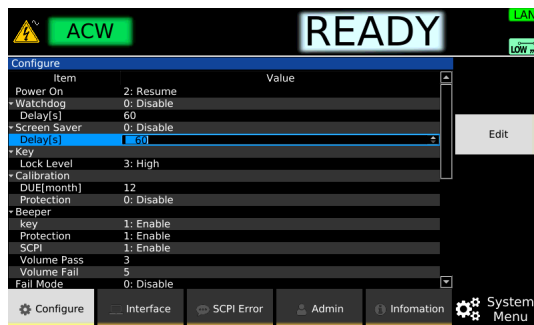 ACW
READY
LAN
LOW
Configure
Item Value
Power On 2: Resume
Watchdog 0: Disable
Delay[s] 60
Screen Saver 0: Disable
Delay[s] 60
Key
Lock Level 3: High
Calibration
DUE[month] 12
Protection 0: Disable
Beeper
key 1: Enable
Protection 1: Enable
SCPI 1: Enable
Volume Pass 3
Volume Fail 5
Fail Mode 0: Disable
Edit
Configure Interface SCPI Error Admin Infomation
System
Menu